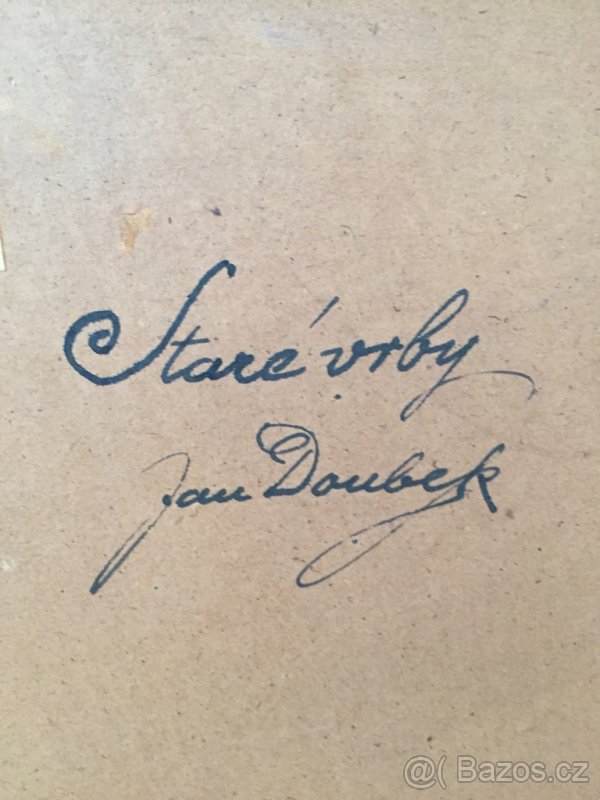 Staré vrby
Jan Doubek
@( Bazos.cz